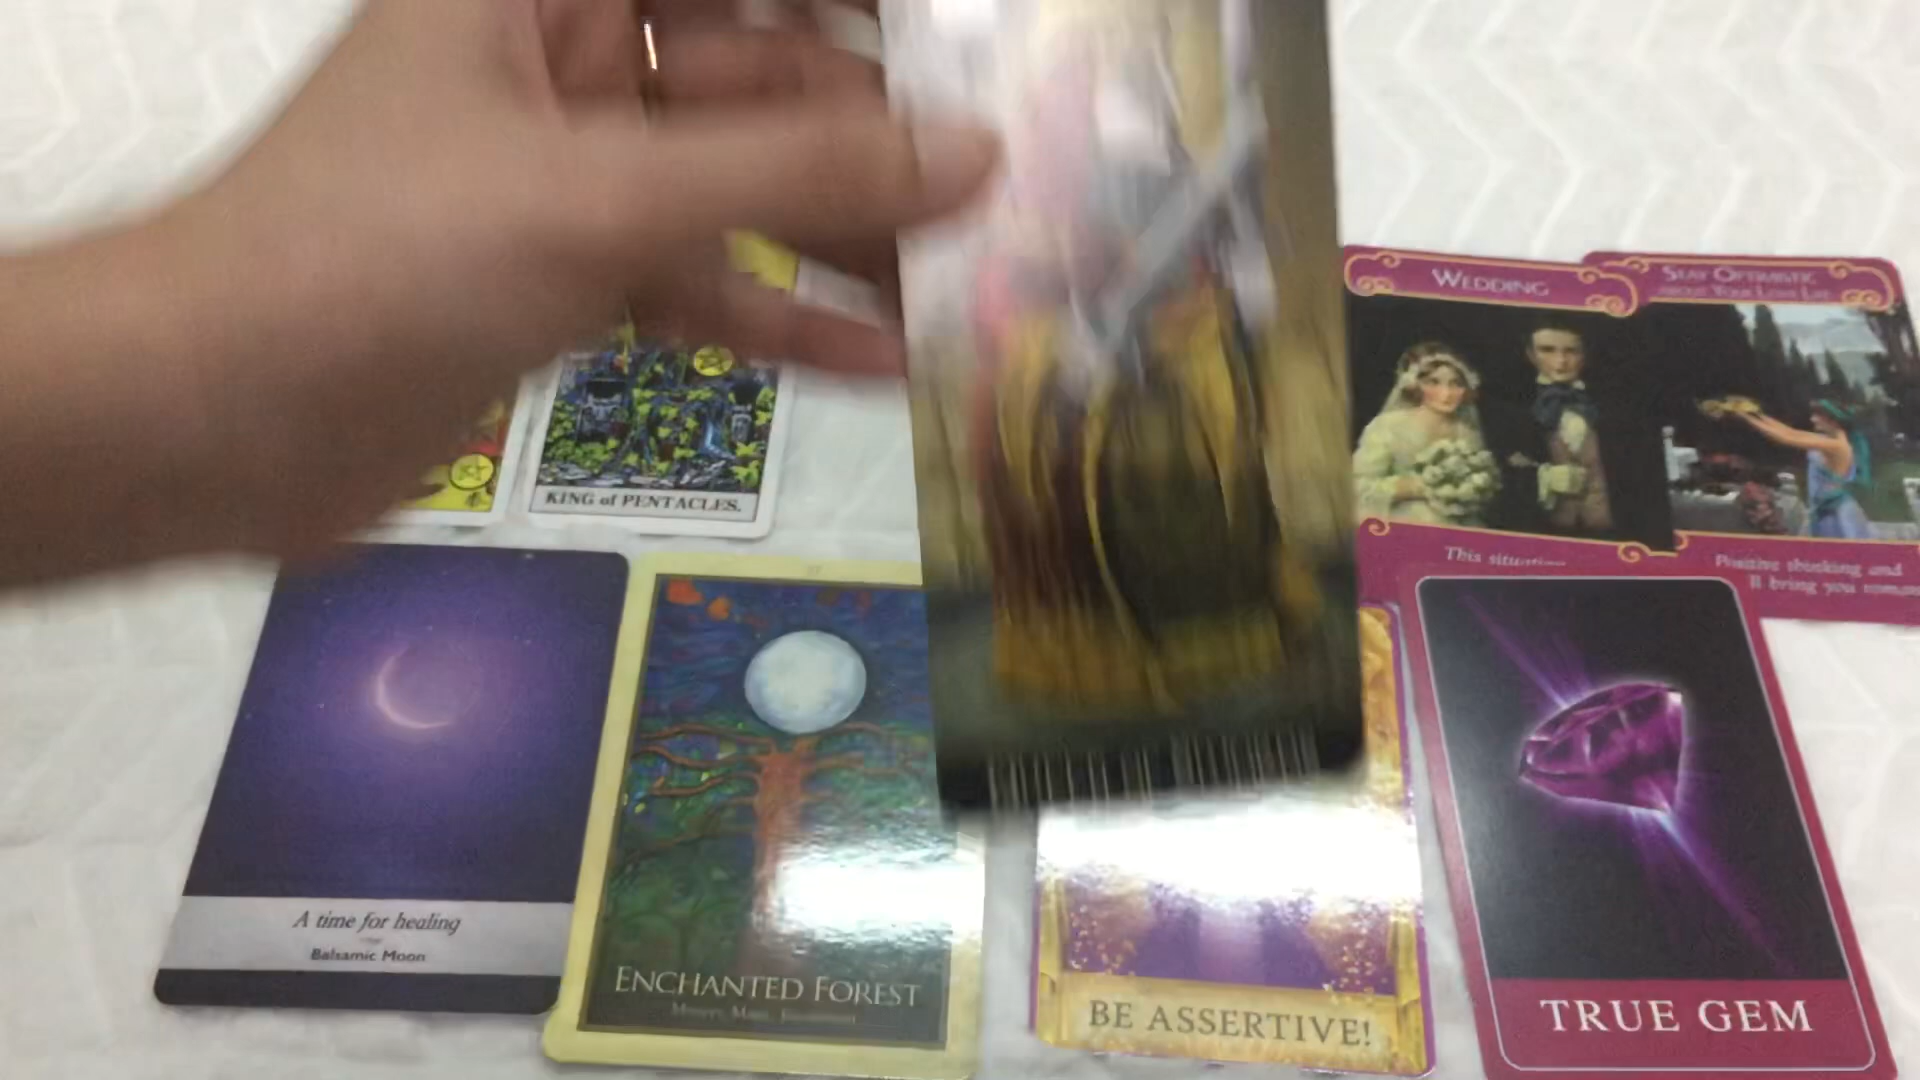 WEDDING
STAY OPTIMISTIC
ABOUT YOUR LOVE LIFE
This situation
Positive thinking and
'll bring you
KING of PENTACLES.
A time for healing
Balsamic Moon
ENCHANTED FOREST
BE ASSERTIVE!
TRUE GEM